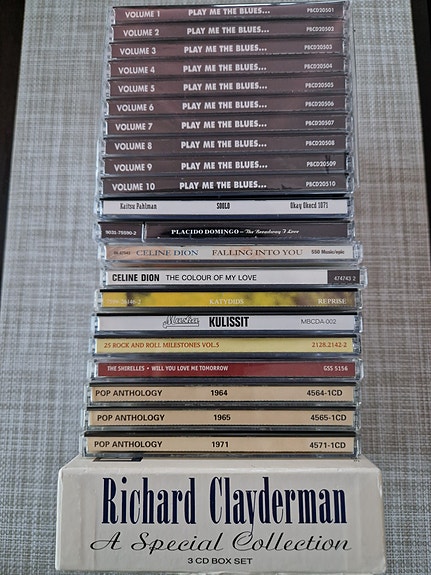 VOLUME 1 PLAY ME THE BLUES... PBCD20501
VOLUME 2 PLAY ME THE BLUES... PBCD20502
VOLUME 3 PLAY ME THE BLUES... PBCD20503
VOLUME 4 PLAY ME THE BLUES... PBCD20504
VOLUME 5 PLAY ME THE BLUES... PBCD20505
VOLUME 6 PLAY ME THE BLUES... PBCD20506
VOLUME 7 PLAY ME THE BLUES... PBCD20507
VOLUME 8 PLAY ME THE BLUES... PBCD20508
VOLUME 9 PLAY ME THE BLUES... PBCD20509
VOLUME 10 PLAY ME THE BLUES... PBCD20510
Kaitsu Pahlman SOULO Okay Okecd 1071
9031-75590-2 PLACIDO DOMINGO - The Broadway I Love
CELINE DION FALLING INTO YOU 550 Music/epic
CELINE DION THE COLOUR OF MY LOVE 474743 2
KATYDIDS REPRISE
Masha KULISSIT MBCDA-002
25 ROCK AND ROLL MILESTONES VOL.5 2128.2142-2
THE SHIRELLES • WILL YOU LOVE ME TOMORROW GSS 5156
POP ANTHOLOGY 1964 4564-1CD
POP ANTHOLOGY 1965 4565-1CD
POP ANTHOLOGY 1971 4571-1CD
Richard Clayderman
A Special Collection
3 CD BOX SET